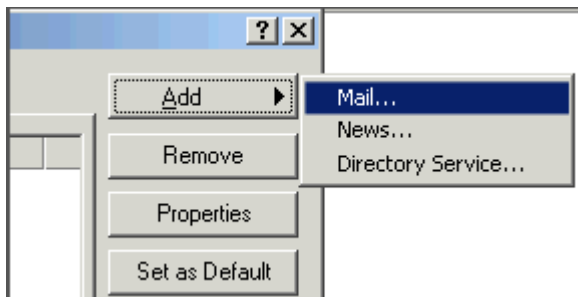 ?
Add
Mail...
News...
Remove
Directory Service...
Properties
Set as Default